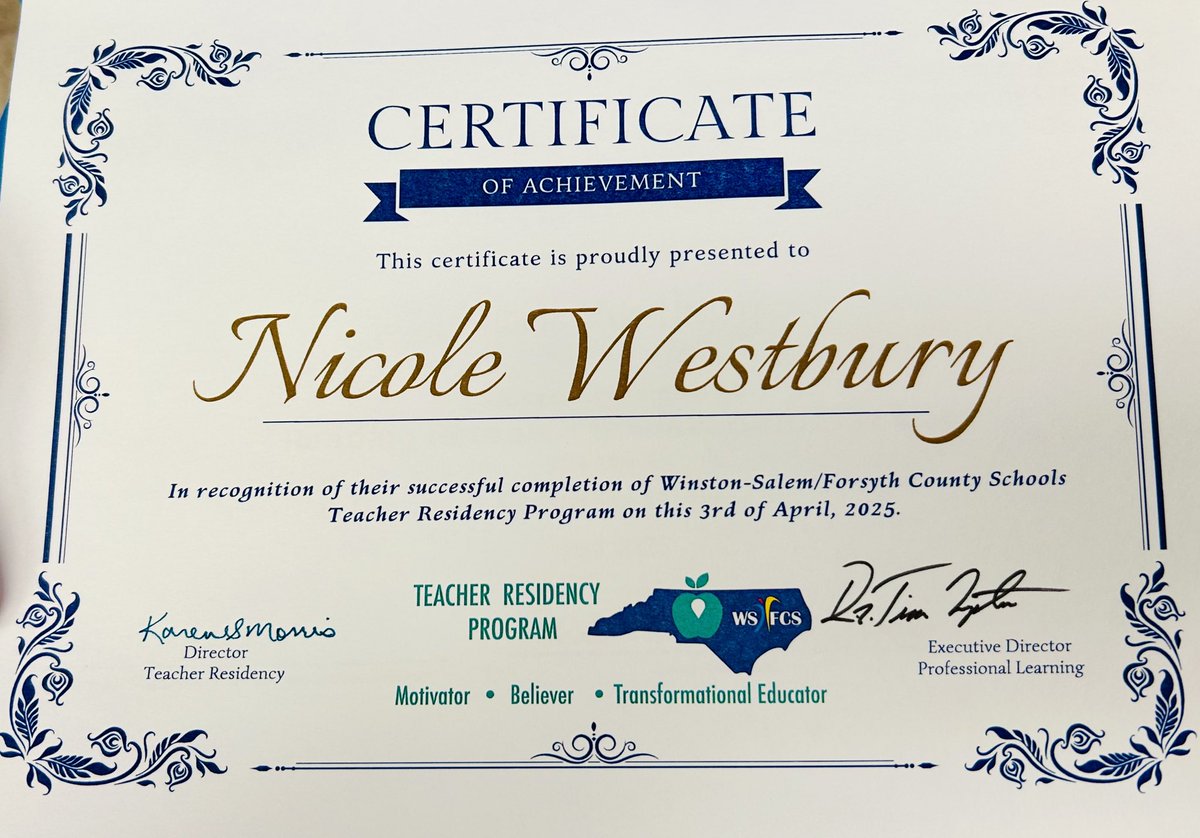 CERTIFICATE
OF ACHIEVEMENT
This certificate is proudly presented to
Nicole Westbury
In recognition of their successful completion of Winston-Salem/Forsyth County Schools
Teacher Residency Program on this 3rd of April, 2025.
TEACHER RESIDENCY
PROGRAM
WS FCS
Karen S Morris
Director
Teacher Residency
Dr. Tim
Executive Director
Professional Learning
Motivator • Believer • Transformational Educator